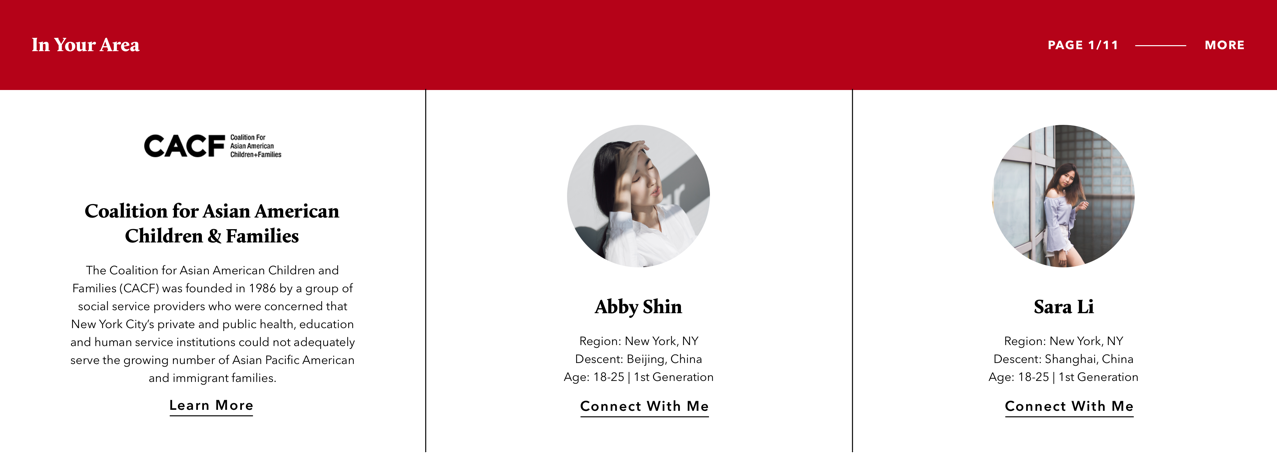 In Your Area
PAGE 1/11
MORE
CACF
Coalition For
Asian American
Children+Families
Coalition for Asian American
Children & Families
The Coalition for Asian American Children and
Families (CACF) was founded in 1986 by a group of
social service providers who were concerned that
New York City’s private and public health, education
and human service institutions could not adequately
serve the growing number of Asian Pacific American
and immigrant families.
Learn More
Abby Shin
Region: New York, NY
Descent: Beijing, China
Age: 18-25 | 1st Generation
Connect With Me
Sara Li
Region: New York, NY
Descent: Shanghai, China
Age: 18-25 | 1st Generation
Connect With Me